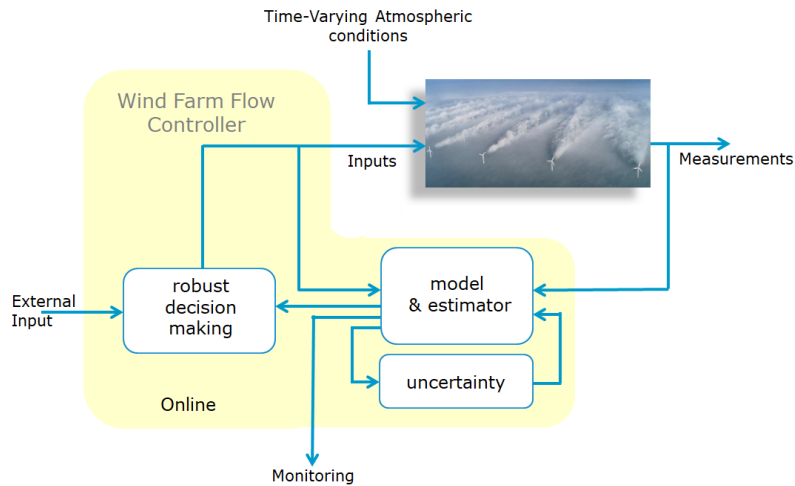 Time-Varying Atmospheric
conditions
Wind Farm Flow
Controller
Inputs
Measurements
External
Input
robust
decision
making
model
& estimator
uncertainty
Online
Monitoring